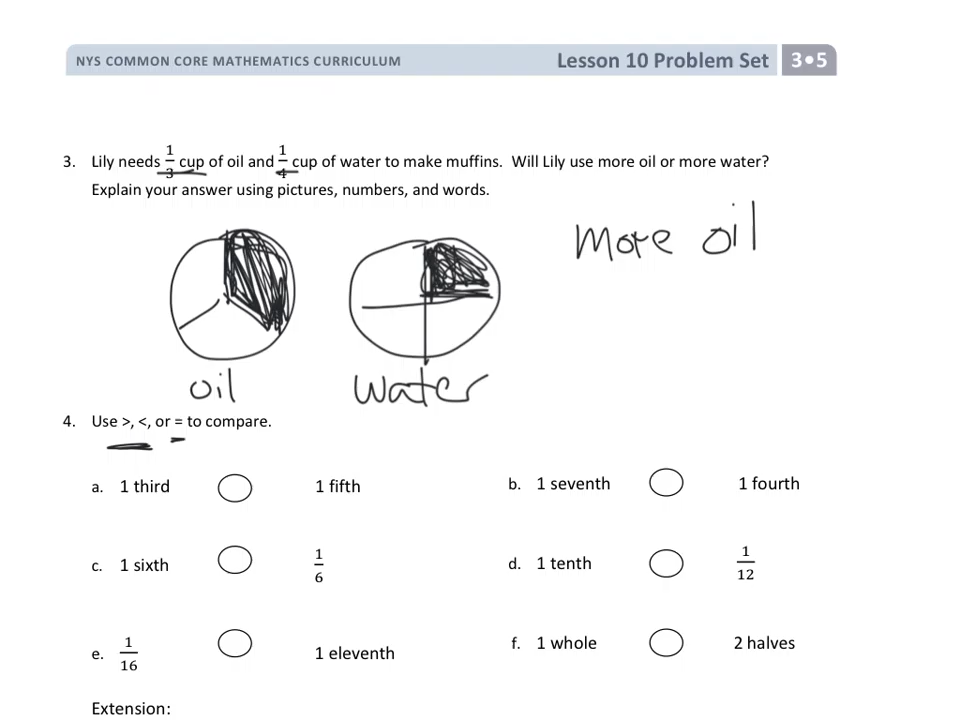 NYS COMMON CORE MATHEMATICS CURRICULUM Lesson 10 Problem Set 3•5
3. Lily needs 1/3 cup of oil and 1/4 cup of water to make muffins. Will Lily use more oil or more water?
Explain your answer using pictures, numbers, and words.
more oil
oil water
4. Use >, <, or = to compare.
a. 1 third 1 fifth b. 1 seventh 1 fourth
c. 1 sixth 1/6 d. 1 tenth 1/12
e. 1/16 1 eleventh f. 1 whole 2 halves
Extension: